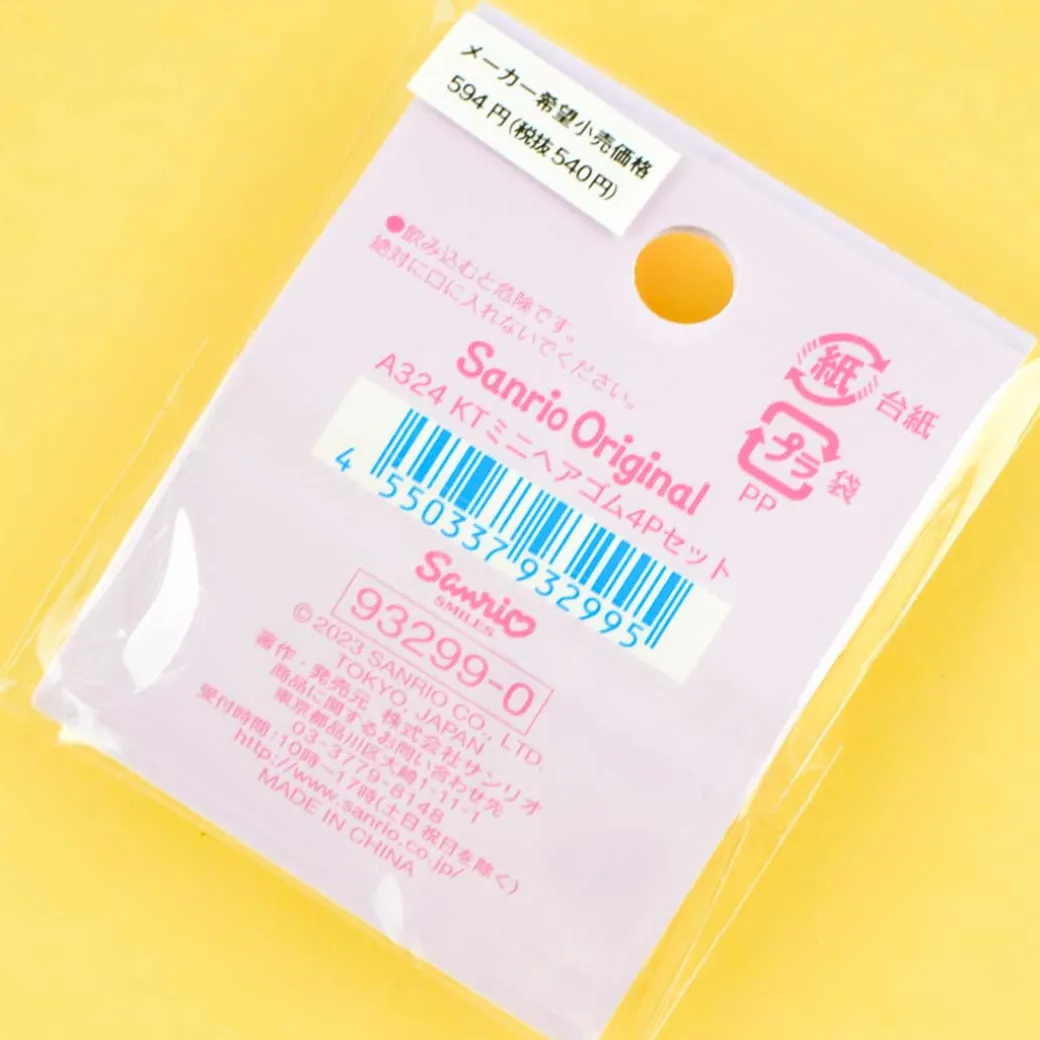 メーカー希望小売価格
594円(税抜540円)
●飲み込むと危険です。
絶対に口に入れないでください。
紙
台紙
プラ
袋
PP
Sanrio Original
A324 KTミニヘアゴム4Pセット
4 550337 932995
Sanrio
SMILES
93299-0
© 2023 SANRIO CO., LTD.
TOKYO, JAPAN
著作・発売元 株式会社サンリオ
商品に関するお問い合わせ先
東京都品川区大崎1-11-1
03-3779-8148
受付時間:10時~17時(土日祝日を除く)
http://www.sanrio.co.jp/
MADE IN CHINA